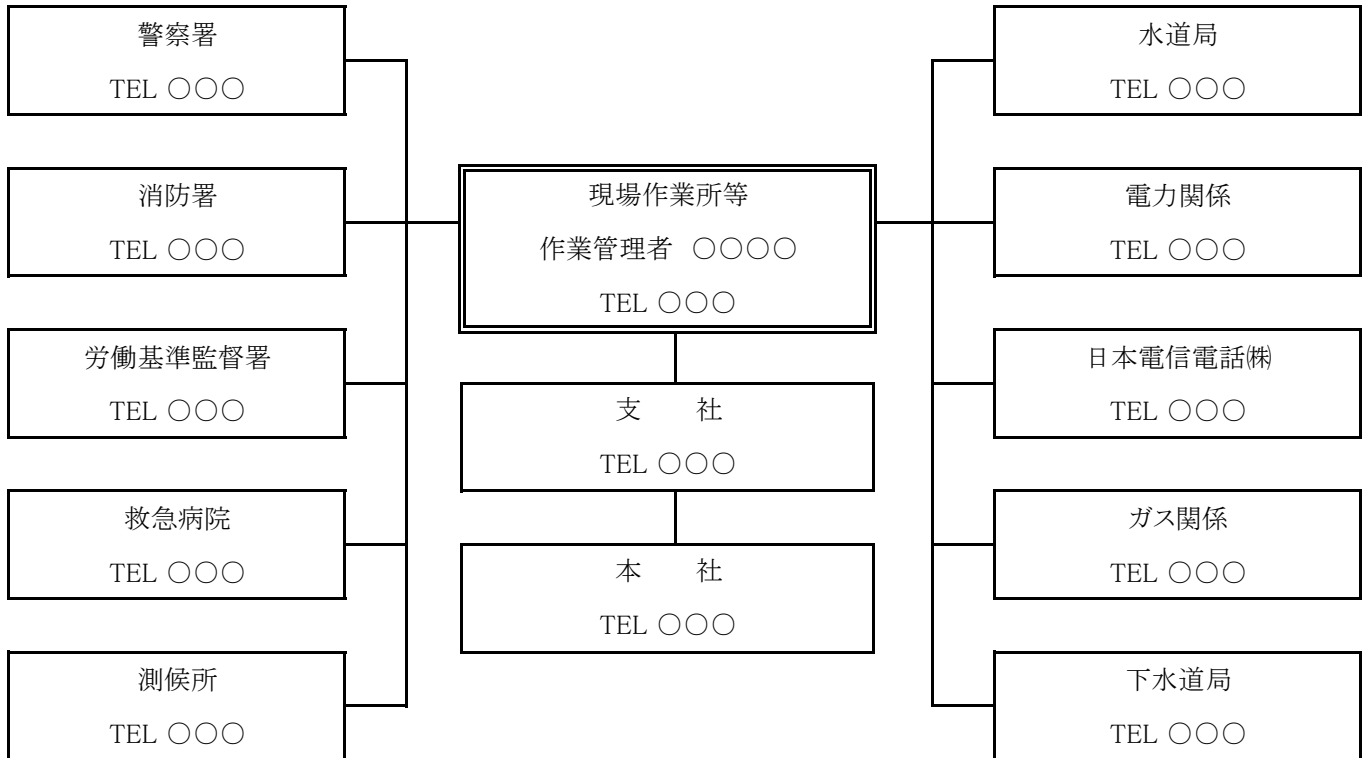 警察署
TEL ○○○
消防署
TEL ○○○
労働基準監督署
TEL ○○○
救急病院
TEL ○○○
測候所
TEL ○○○
現場作業所等
作業管理者 ○○○○
TEL ○○○
支 社
TEL ○○○
本 社
TEL ○○○
水道局
TEL ○○○
電力関係
TEL ○○○
日本電信電話㈱
TEL ○○○
ガス関係
TEL ○○○
下水道局
TEL ○○○